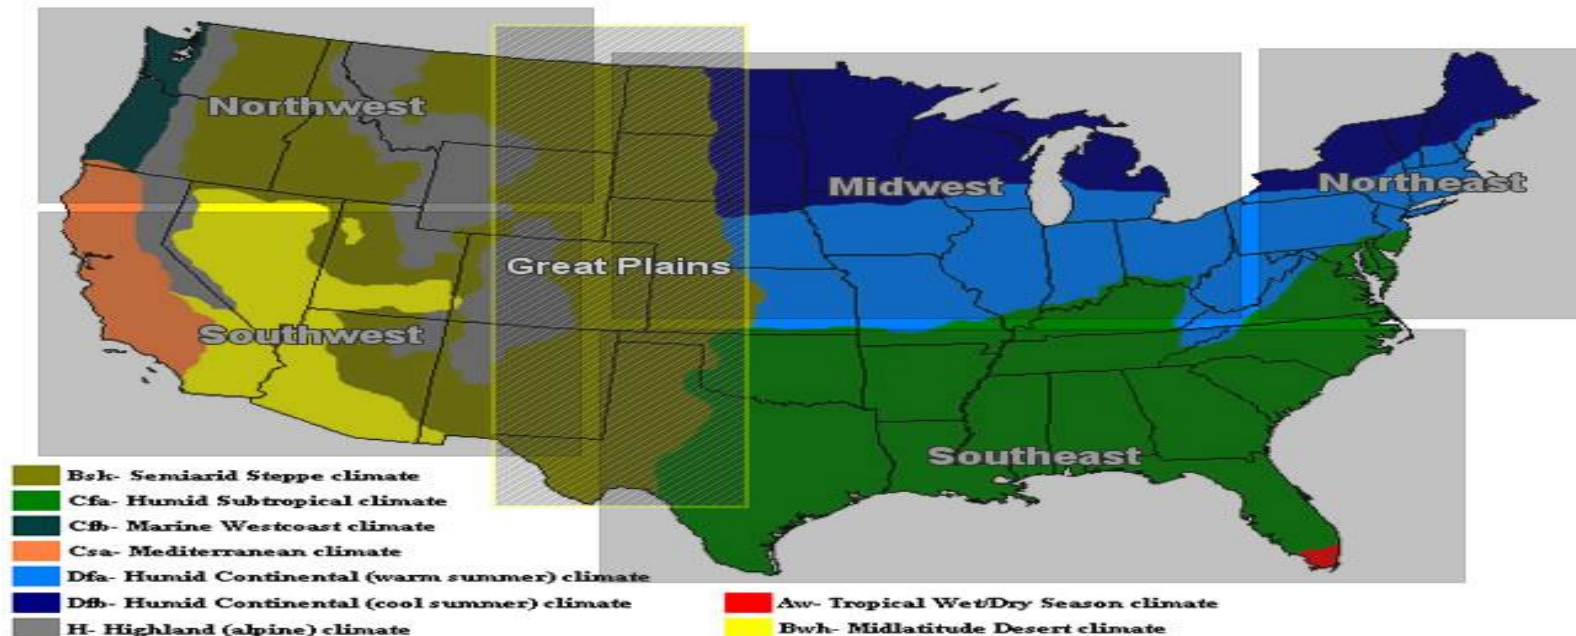 Northwest
Midwest
Northeast
Great Plains
Southwest
Southeast
Bsk- Semiarid Steppe climate
Cfa- Humid Subtropical climate
Cfb- Marine Westcoast climate
Csa- Mediterranean climate
Dfa- Humid Continental (warm summer) climate
Dfb- Humid Continental (cool summer) climate
H- Highland (alpine) climate
Aw- Tropical Wet/Dry Season climate
Bwh- Midlatitude Desert climate